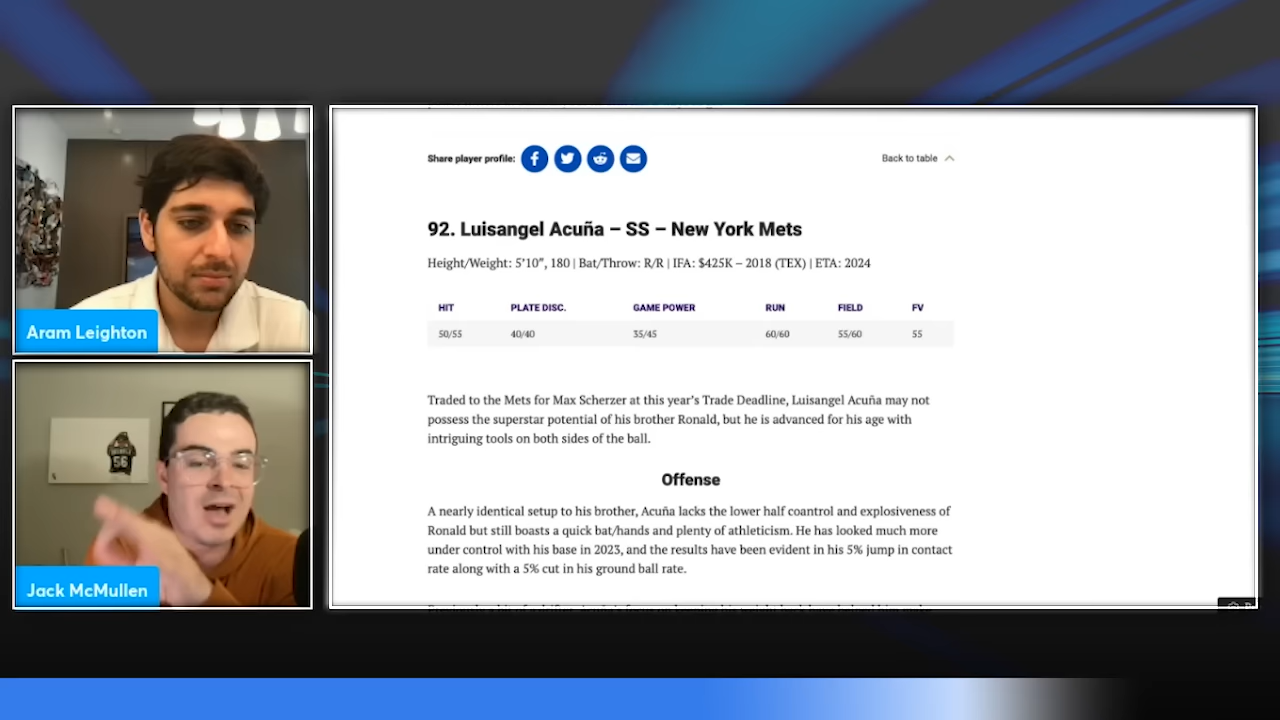 Share player profile:
Back to table
92. Luisangel Acuña – SS – New York Mets
Height/Weight: 5'10", 180 | Bat/Throw: R/R | IFA: $425K – 2018 (TEX) | ETA: 2024
HIT PLATE DISC. GAME POWER RUN FIELD FV
50/55 40/40 35/45 60/60 55/60 55
Traded to the Mets for Max Scherzer at this year's Trade Deadline, Luisangel Acuña may not
possess the superstar potential of his brother Ronald, but he is advanced for his age with
intriguing tools on both sides of the ball.
Offense
A nearly identical setup to his brother, Acuña lacks the lower half coantrol and explosiveness of
Ronald but still boasts a quick bat/hands and plenty of athleticism. He has looked much more
under control with his base in 2023, and the results have been evident in his 5% jump in contact
rate along with a 5% cut in his ground ball rate.
Aram Leighton
56
Jack McMullen